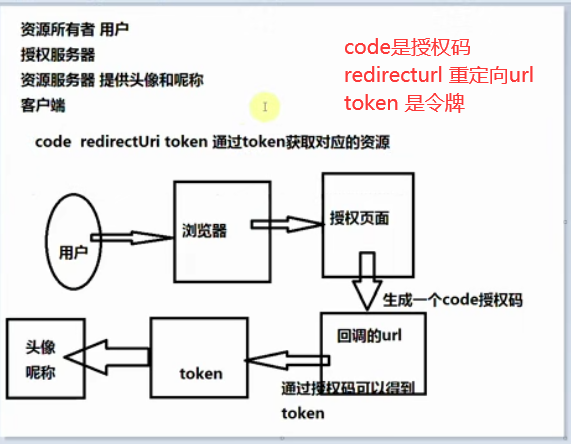 资源所有者 用户
授权服务器
资源服务器 提供头像和呢称
客户端
code是授权码
redirecturl 重定向url
token 是令牌
code redirectUri token 通过token获取对应的资源
用户
浏览器
授权页面
生成一个code授权码
回调的url
通过授权码可以得到
token
token
头像
呢称